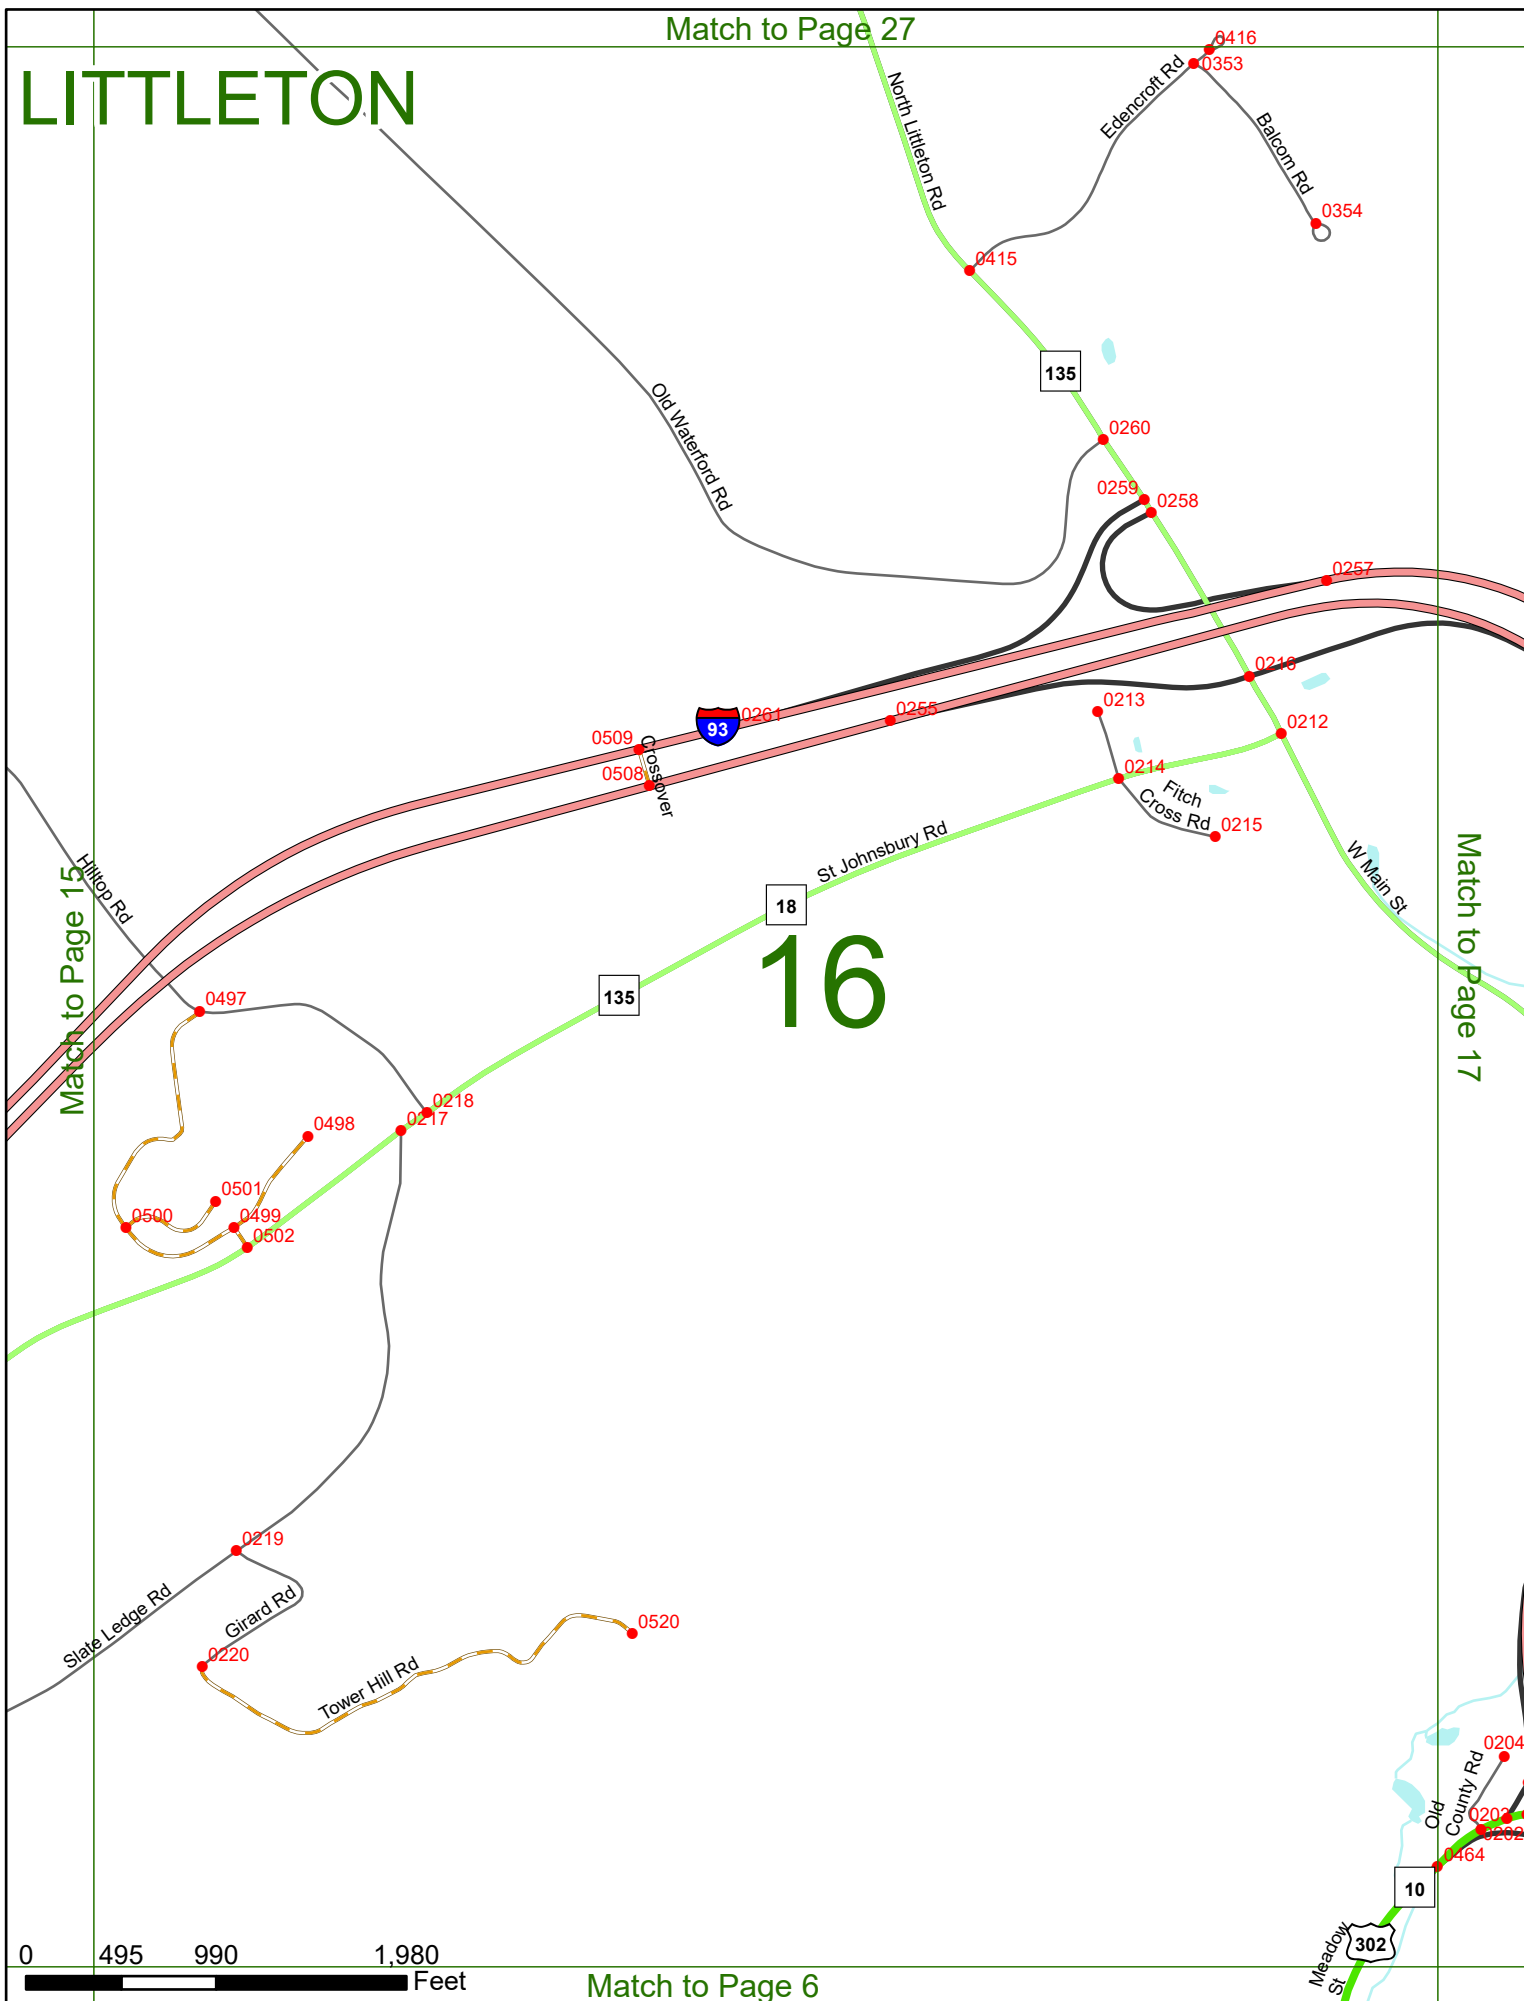 Match to Page 27
LITTLETON
0416
0353
Edencroft Rd
North Littleton Rd
Balcom Rd
0354
0415
135
0260
Old Waterford Rd
0259
0258
0257
0216
0213
0261
0255
93
0212
0509
Crossover
0508
0214
Fitch
Cross Rd
0215
St Johnsbury Rd
W Main St
Hilltop Rd
Match to Page 15
Match to Page 17
18
16
135
0497
0218
0217
0498
0501
0500
0499
0502
0219
Slate Ledge Rd
Girard Rd
0220
Tower Hill Rd
0520
0204
Old
County Rd
0203
0202
0464
10
302
Meadow
St
0 495 990 1,980
Feet
Match to Page 6